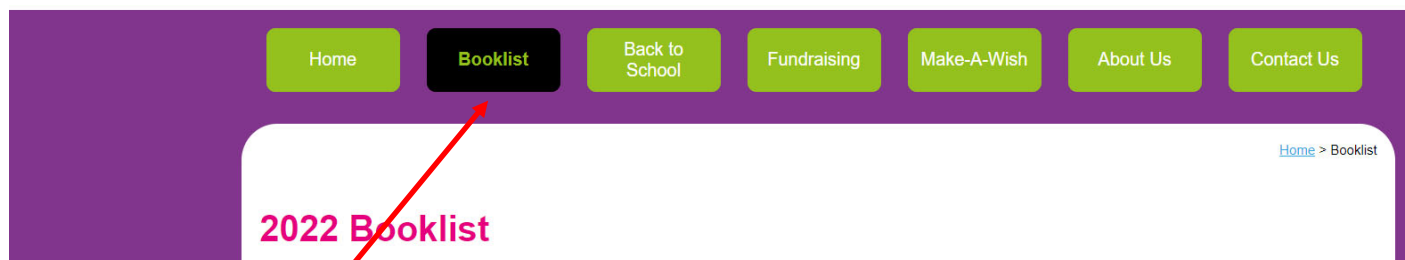 Home Booklist Back to School Fundraising Make-A-Wish About Us Contact Us
Home > Booklist
2022 Booklist